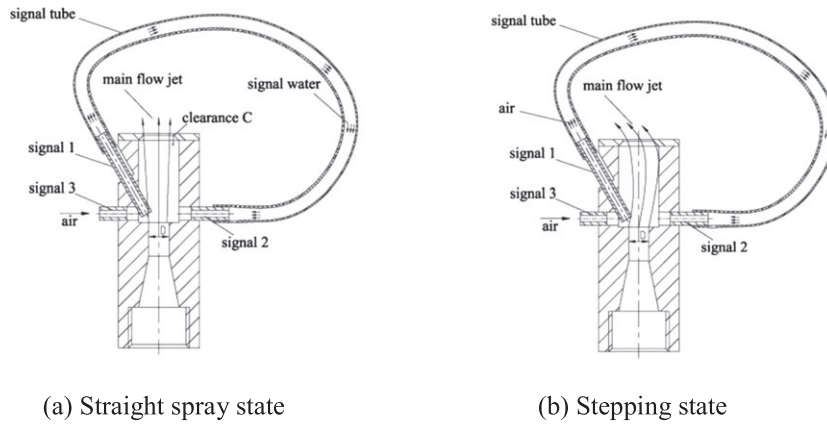 signal tube
main flow jet
signal water
clearance C
signal 1
signal 3
air
D
signal 2
(a) Straight spray state
signal tube
main flow jet
air
signal 1
signal 3
air
D
signal 2
(b) Stepping state